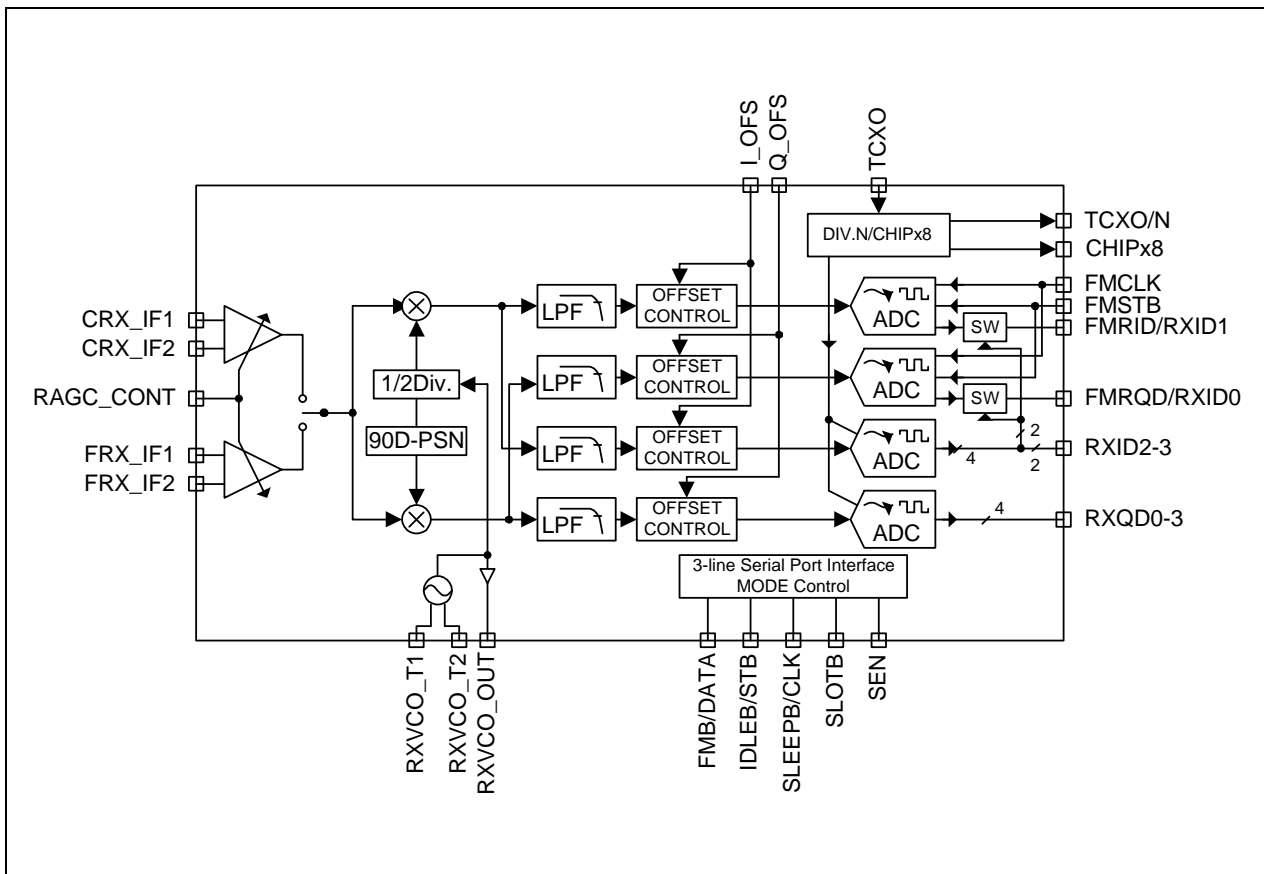 I_OFS
Q_OFS
TCXO
DIV.N/CHIPx8
TCXO/N
CHIPx8
FMCLK
FMSTB
FMRID/RXID1
FMRQD/RXID0
RXID2-3
RXQD0-3
CRX_IF1
CRX_IF2
RAGC_CONT
FRX_IF1
FRX_IF2
1/2Div.
90D-PSN
LPF
OFFSET
CONTROL
ADC
SW
LPF
OFFSET
CONTROL
ADC
SW
LPF
OFFSET
CONTROL
ADC
4
2
2
LPF
OFFSET
CONTROL
ADC
4
3-line Serial Port Interface
MODE Control
RXVCO_T1
RXVCO_T2
RXVCO_OUT
FMB/DATA
IDLEB/STB
SLEEPB/CLK
SLOTB
SEN